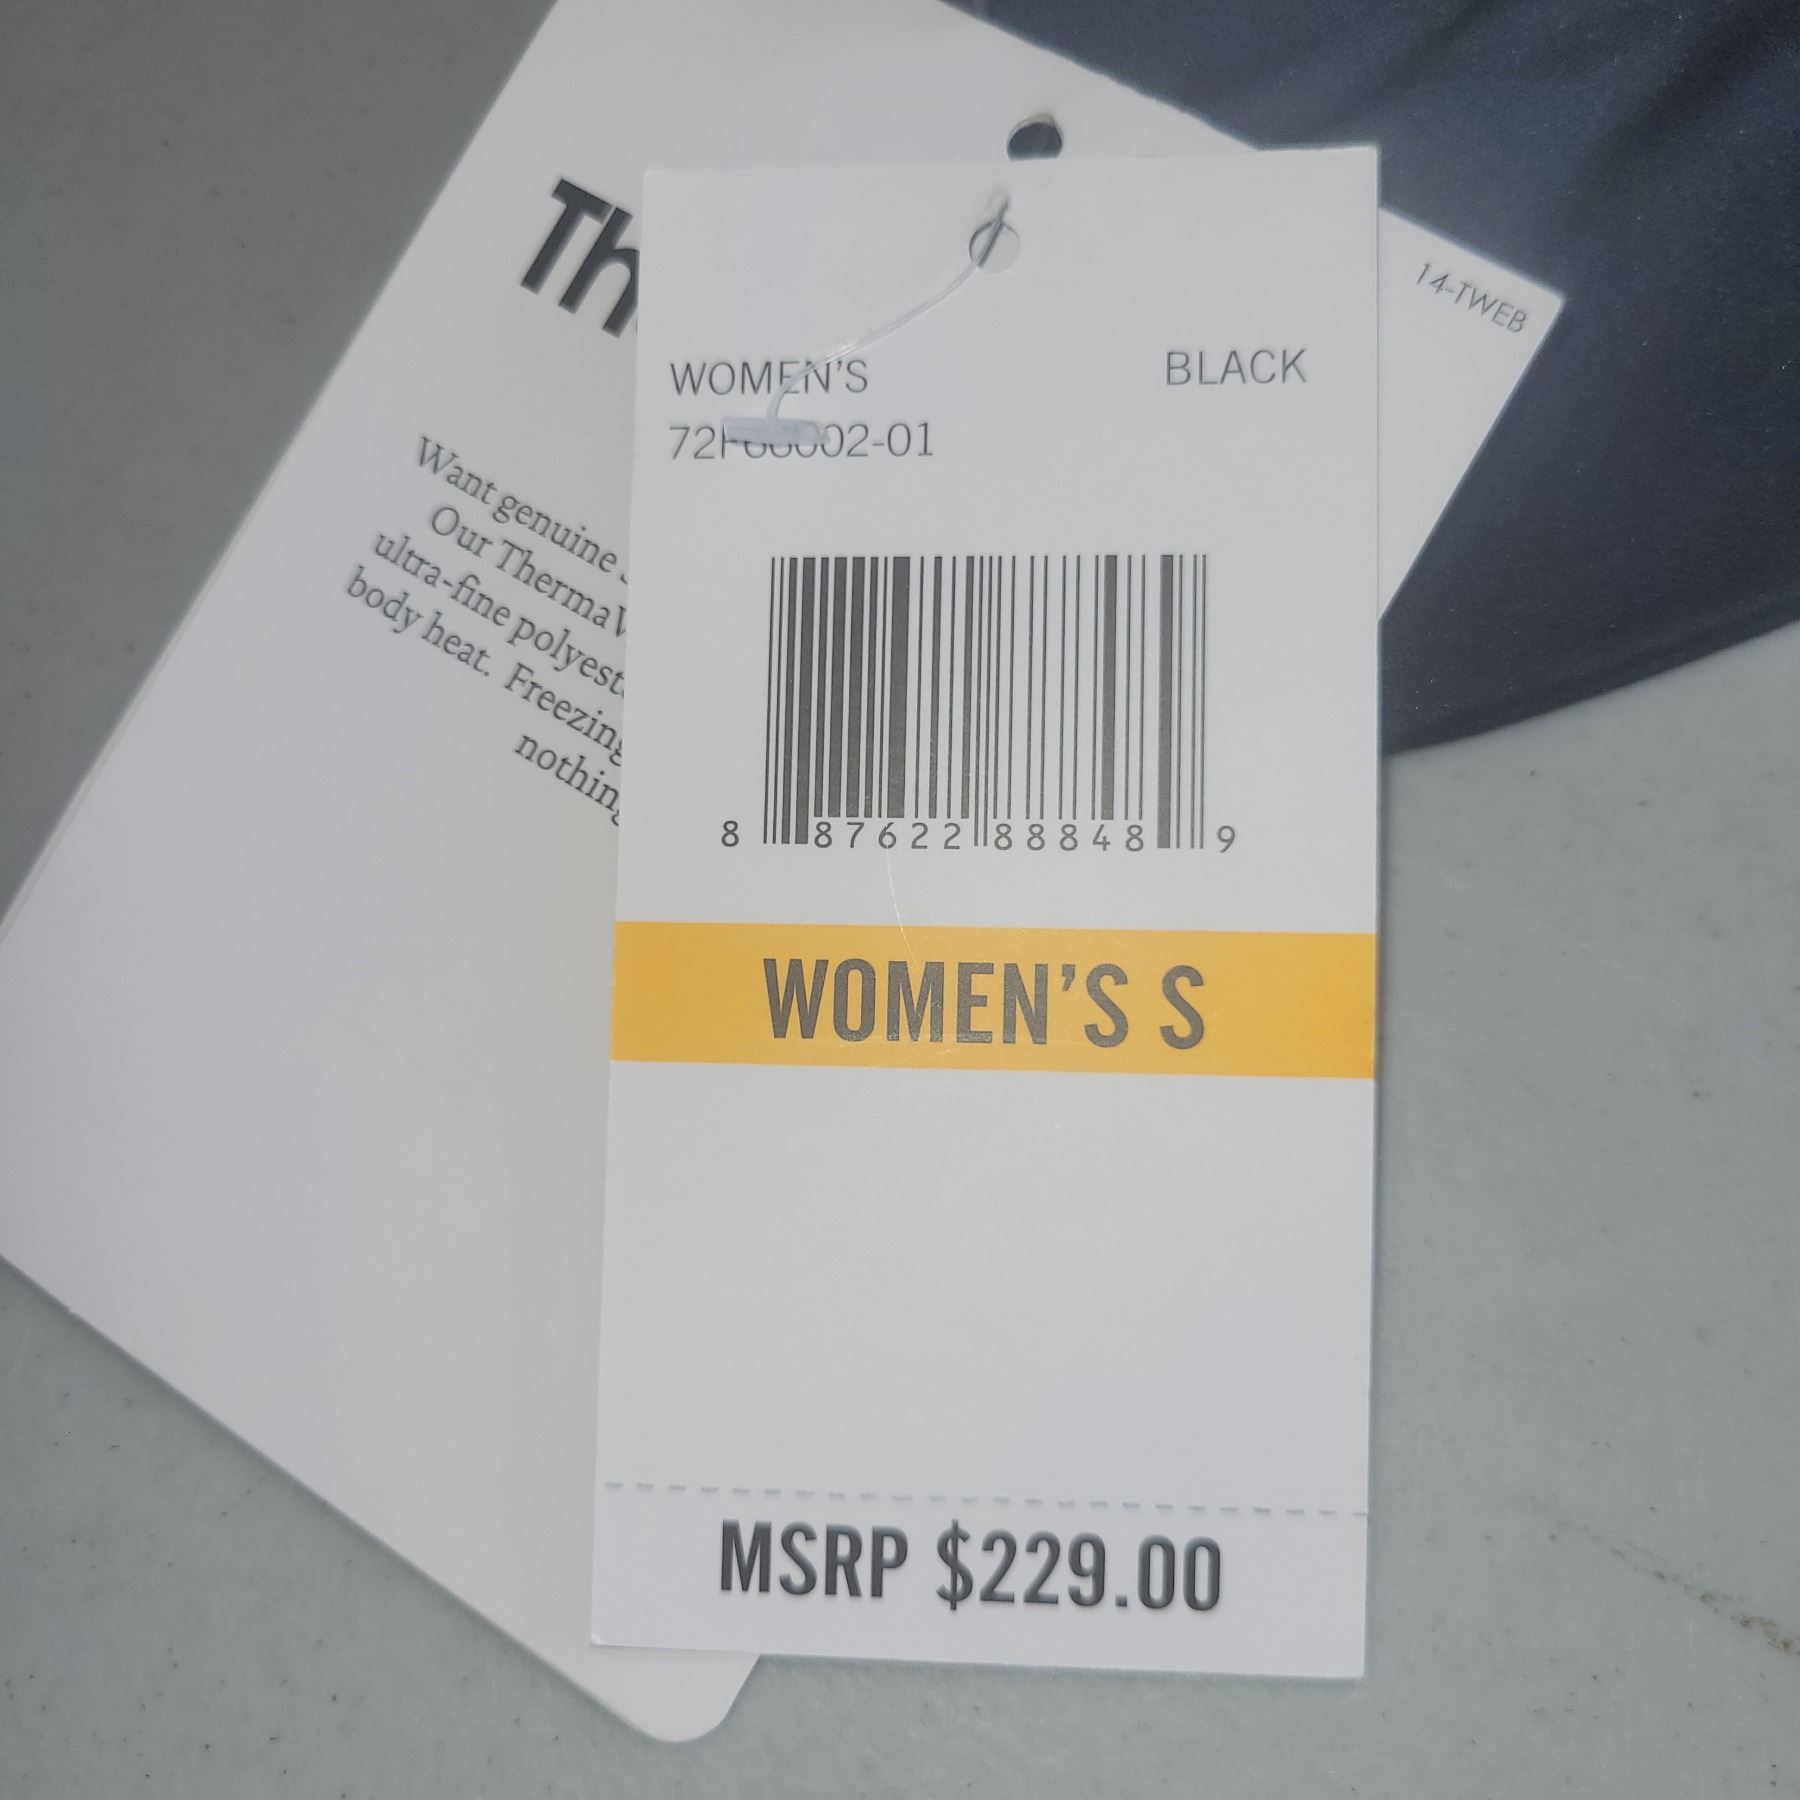 Th
14-TWEB
Want genuine
Our Therma
ultra-fine polyest
body heat. Freezing
nothing
WOMEN'S
BLACK
8 87622 88848 9
WOMEN'S S
MSRP $229.00